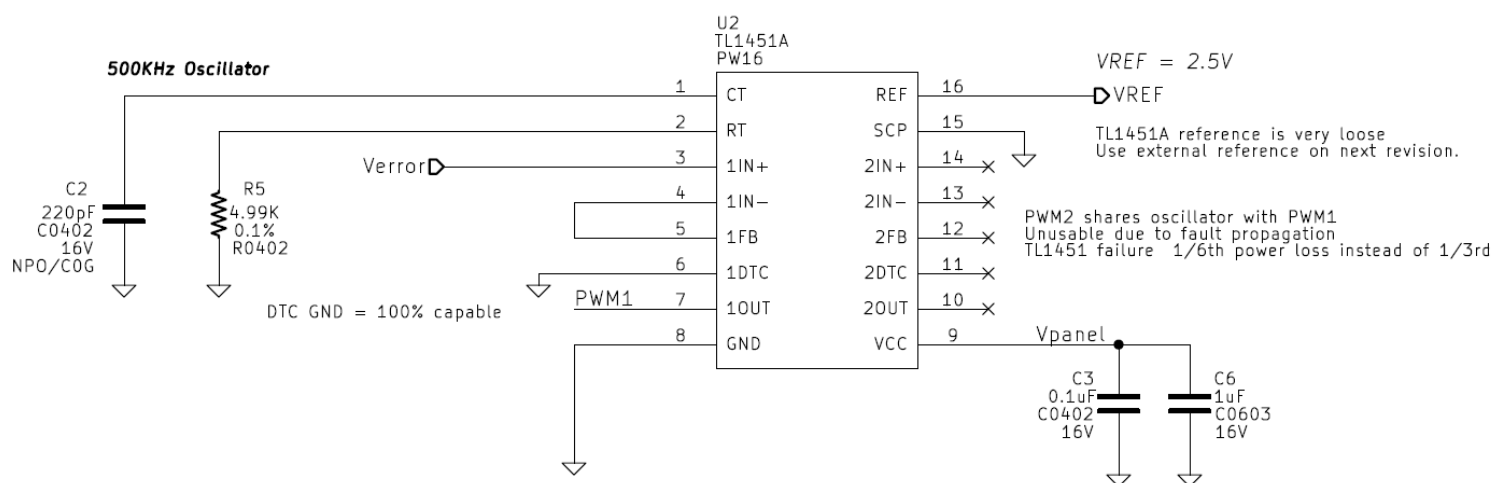 U2
TL1451A
PW16
500KHz Oscillator
VREF = 2.5V
1
CT
REF
16
VREF
2
RT
SCP
15
TL1451A reference is very loose
Use external reference on next revision.
Verror
3
1IN+
2IN+
14
C2
220pF
C0402
16V
NPO/C0G
R5
4.99K
0.1%
R0402
4
1IN-
2IN-
13
5
1FB
2FB
12
PWM2 shares oscillator with PWM1
Unusable due to fault propagation
TL1451 failure 1/6th power loss instead of 1/3rd
6
1DTC
2DTC
11
DTC GND = 100% capable
PWM1
7
1OUT
2OUT
10
8
GND
VCC
9
Vpanel
C3
0.1uF
C0402
16V
C6
1uF
C0603
16V